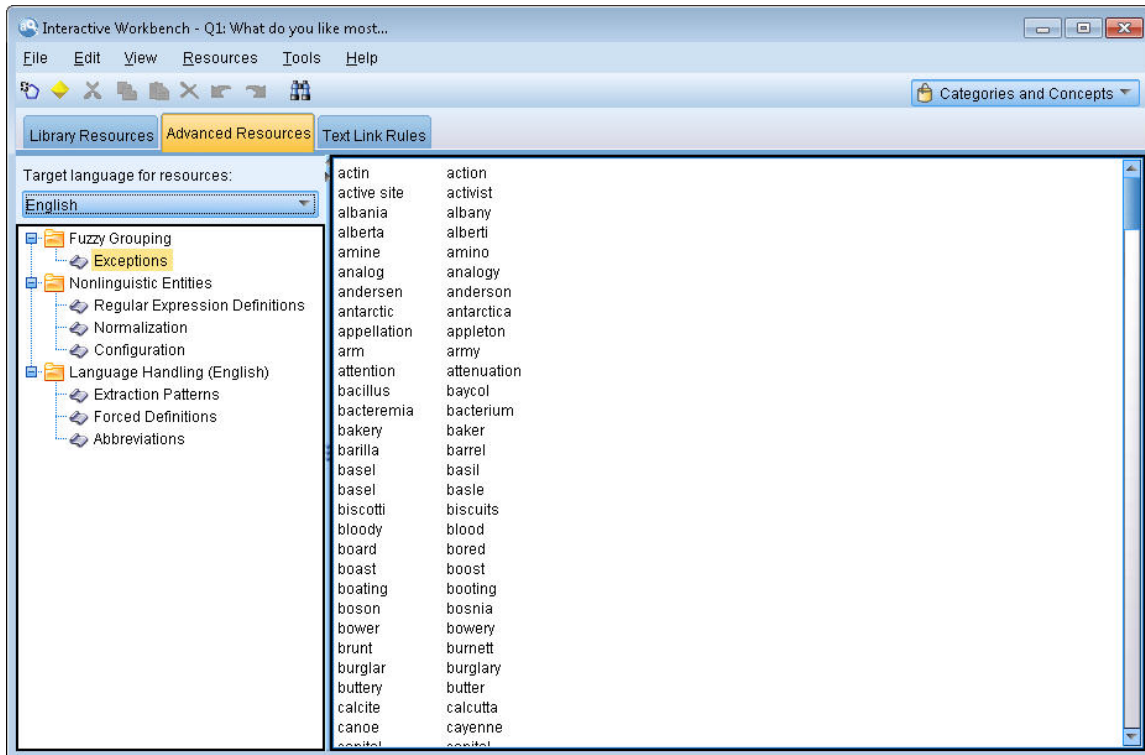 Interactive Workbench - Q1: What do you like most...
File Edit View Resources Tools Help
Categories and Concepts
Library Resources Advanced Resources Text Link Rules
Target language for resources:
English
Fuzzy Grouping
Exceptions
Nonlinguistic Entities
Regular Expression Definitions
Normalization
Configuration
Language Handling (English)
Extraction Patterns
Forced Definitions
Abbreviations
actin action
active site activist
albania albany
alberta alberti
amine amino
analog analogy
andersen anderson
antarctic antarctica
appellation appleton
arm army
attention attenuation
bacillus baycol
bacteremia bacterium
bakery baker
barilla barrel
basel basil
basel basle
biscotti biscuits
bloody blood
board bored
boast boost
boating booting
boson bosnia
bower bowery
brunt burnett
burglar burglary
buttery butter
calcite calcutta
canoe cayenne